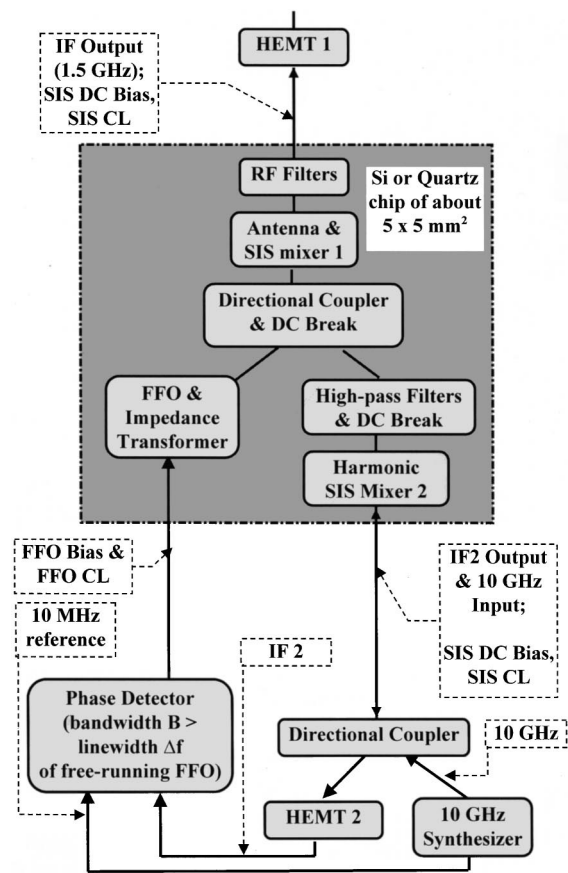 HEMT 1
IF Output
(1.5 GHz);
SIS DC Bias,
SIS CL
RF Filters
Si or Quartz
chip of about
5 x 5 mm²
Antenna &
SIS mixer 1
Directional Coupler
& DC Break
FFO &
Impedance
Transformer
High-pass Filters
& DC Break
Harmonic
SIS Mixer 2
FFO Bias &
FFO CL
IF2 Output
& 10 GHz
Input;
SIS DC Bias,
SIS CL
10 MHz
reference
IF 2
Phase Detector
(bandwidth B >
linewidth Δf
of free-running FFO)
Directional Coupler
10 GHz
HEMT 2
10 GHz
Synthesizer